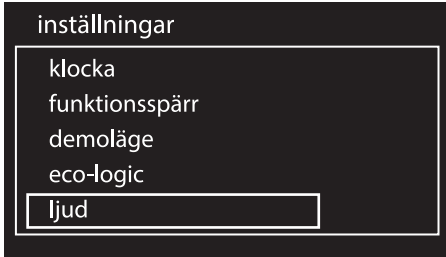 inställningar
klocka
funktionsspärr
demoläge
eco-logic
ljud